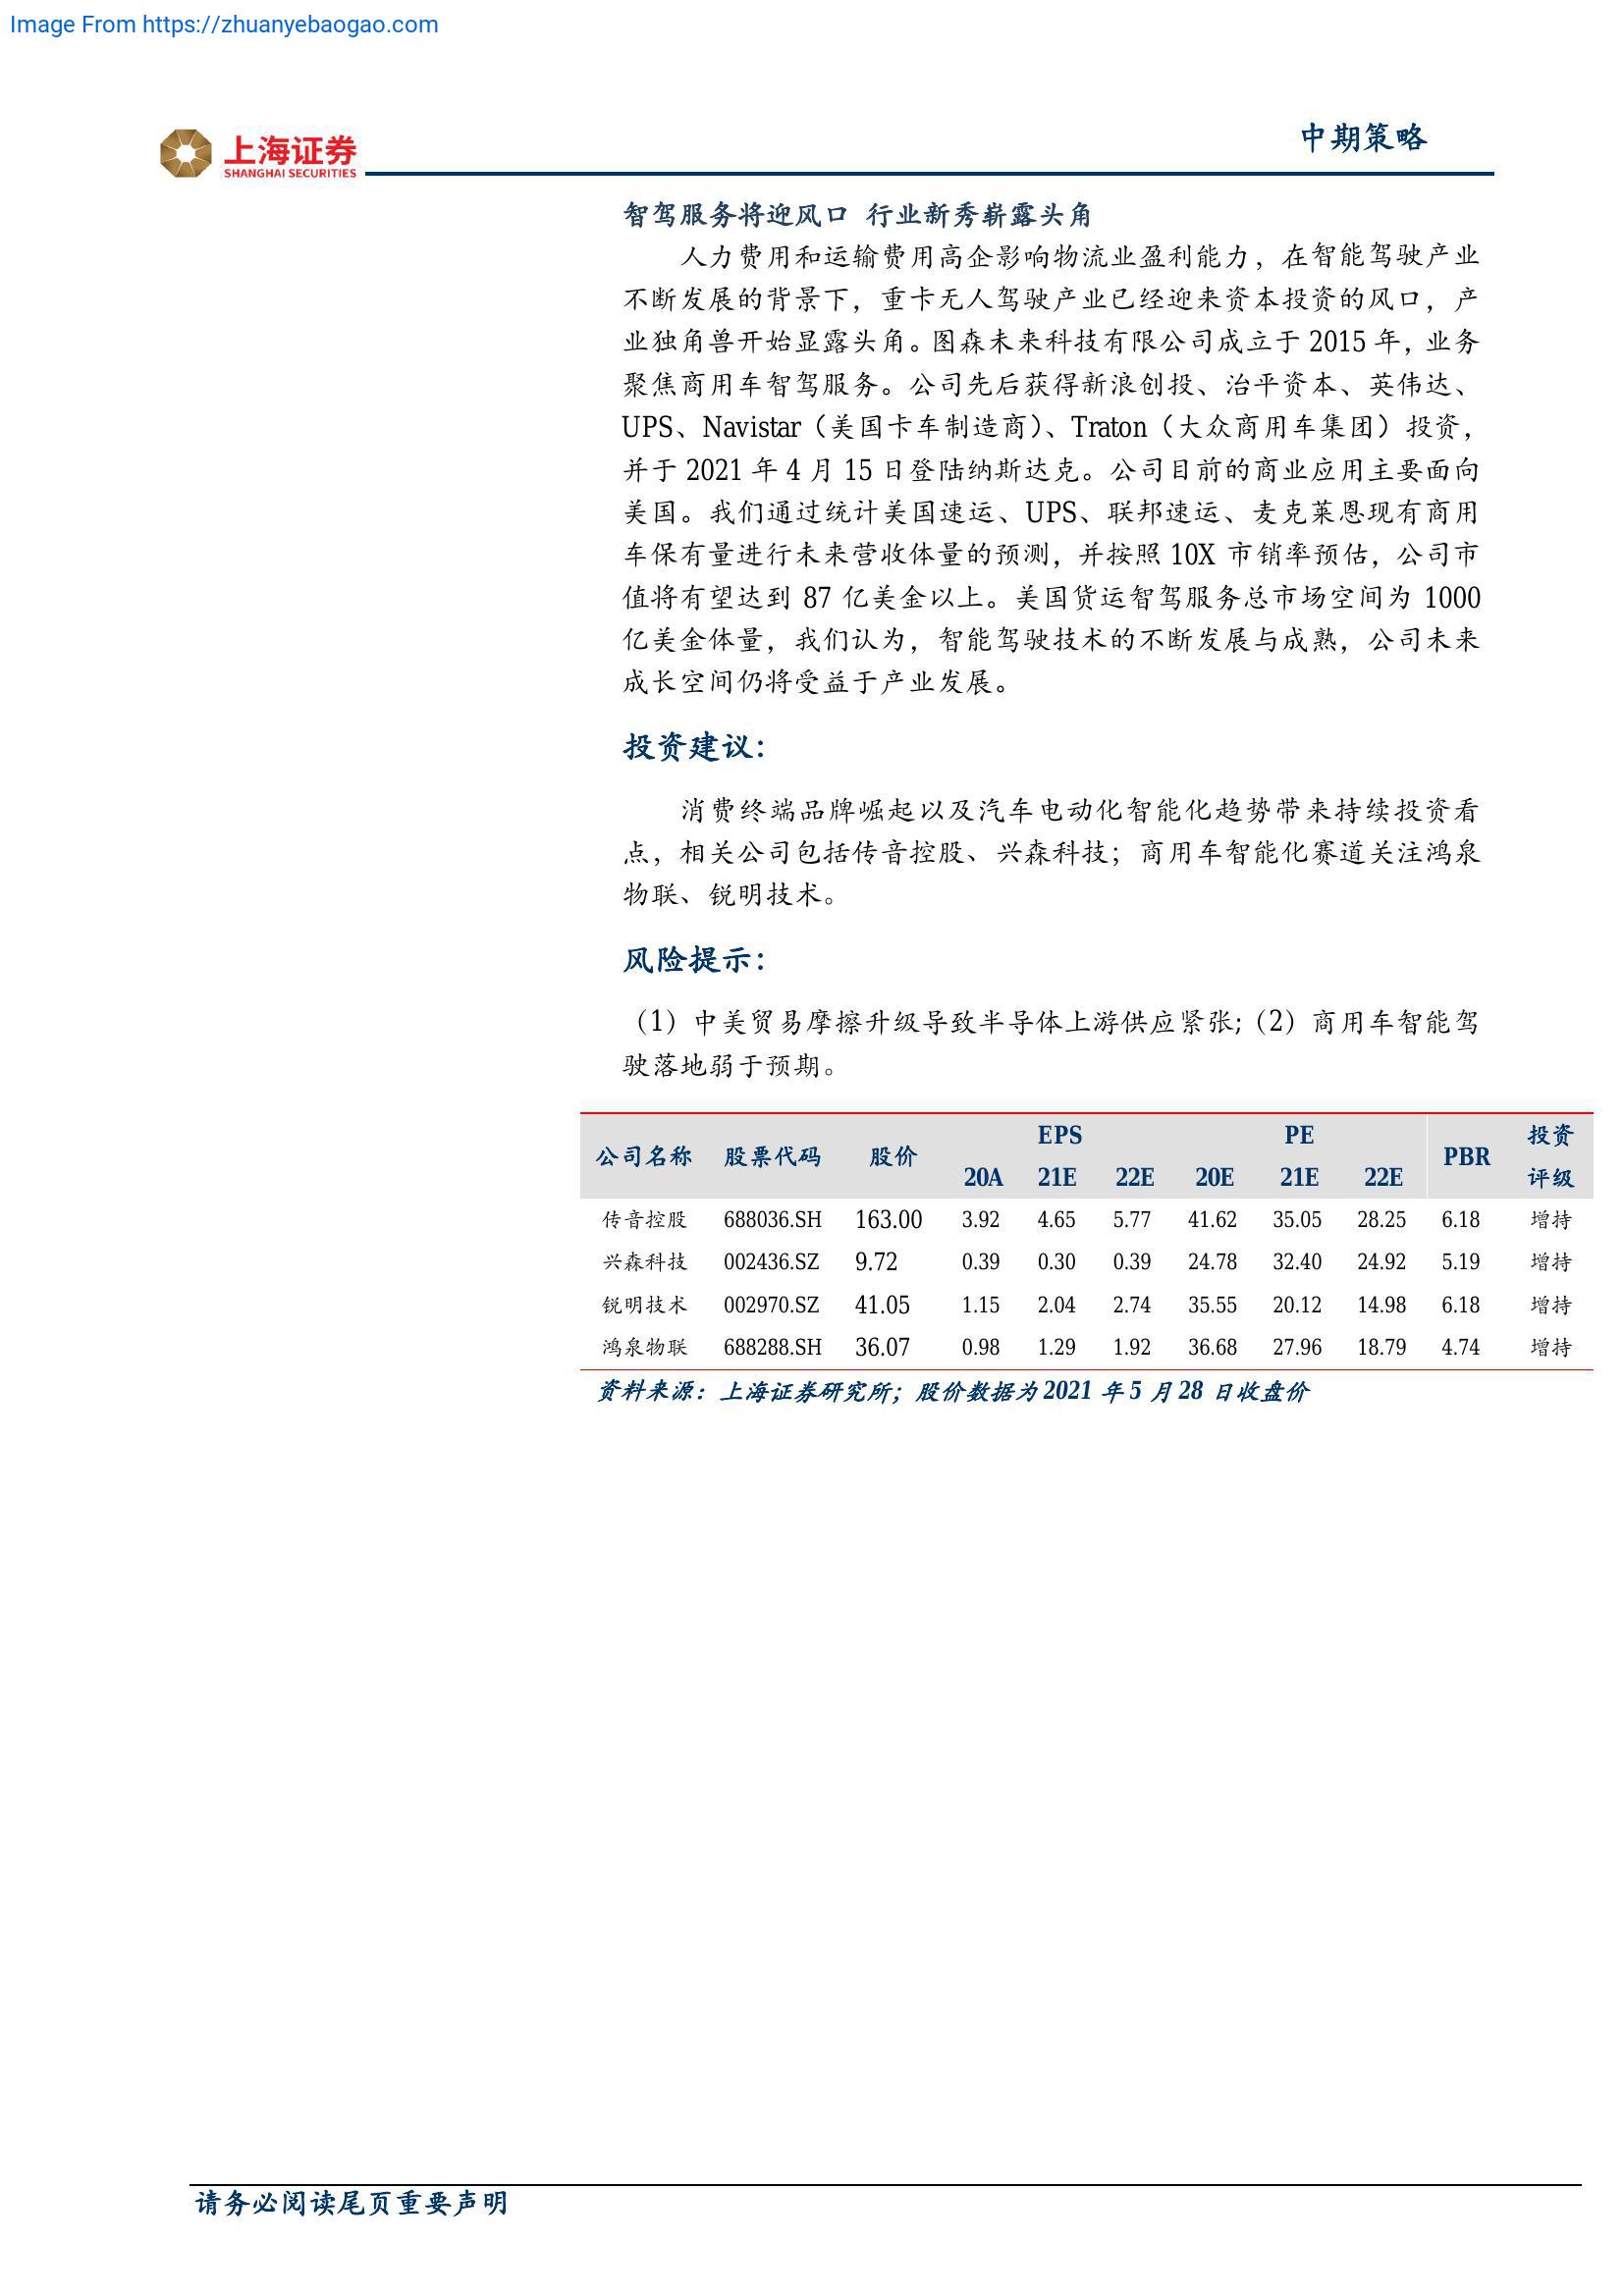 Image From https://zhuanyebaogao.com
上海证券
SHANGHAI SECURITIES
中期策略
智驾服务将迎风口 行业新秀崭露头角
人力费用和运输费用高企影响物流业盈利能力，在智能驾驶产业
不断发展的背景下，重卡无人驾驶产业已经迎来资本投资的风口，产
业独角兽开始显露头角。图森未来科技有限公司成立于 2015 年，业务
聚焦商用车智驾服务。公司先后获得新浪创投、治平资本、英伟达、
UPS、Navistar（美国卡车制造商）、Traton（大众商用车集团）投资，
并于 2021 年 4 月 15 日登陆纳斯达克。公司目前的商业应用主要面向
美国。我们通过统计美国速运、UPS、联邦速运、麦克莱恩现有商用
车保有量进行未来营收体量的预测，并按照 10X 市销率预估，公司市
值将有望达到 87 亿美金以上。美国货运智驾服务总市场空间为 1000
亿美金体量，我们认为，智能驾驶技术的不断发展与成熟，公司未来
成长空间仍将受益于产业发展。
投资建议：
消费终端品牌崛起以及汽车电动化智能化趋势带来持续投资看
点，相关公司包括传音控股、兴森科技；商用车智能化赛道关注鸿泉
物联、锐明技术。
风险提示：
（1）中美贸易摩擦升级导致半导体上游供应紧张;（2）商用车智能驾
驶落地弱于预期。
公司名称 股票代码 股价 EPS PE PBR 投资评级
20A 21E 22E 20E 21E 22E
传音控股 688036.SH 163.00 3.92 4.65 5.77 41.62 35.05 28.25 6.18 增持
兴森科技 002436.SZ 9.72 0.39 0.30 0.39 24.78 32.40 24.92 5.19 增持
锐明技术 002970.SZ 41.05 1.15 2.04 2.74 35.55 20.12 14.98 6.18 增持
鸿泉物联 688288.SH 36.07 0.98 1.29 1.92 36.68 27.96 18.79 4.74 增持
资料来源：上海证券研究所；股价数据为 2021 年 5 月 28 日收盘价
请务必阅读尾页重要声明